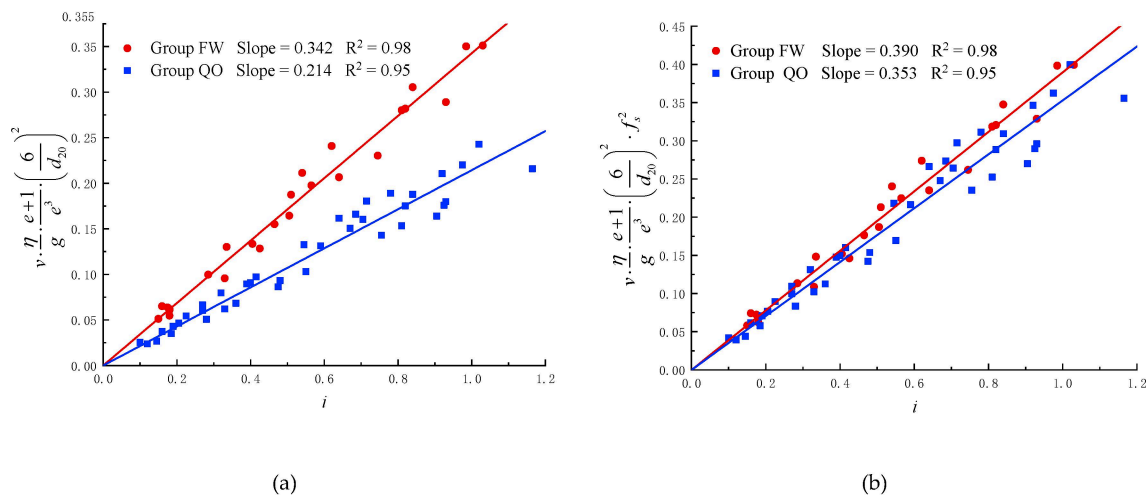 0.355
0.35
0.30
0.25
0.20
0.15
0.10
0.05
0.00
0.0 0.2 0.4 0.6 0.8 1.0 1.2
i
v·η/g·e+1/e³·(6/d₂₀)²
Group FW Slope = 0.342 R² = 0.98
Group QO Slope = 0.214 R² = 0.95
(a)
0.45
0.40
0.35
0.30
0.25
0.20
0.15
0.10
0.05
0.00
0.0 0.2 0.4 0.6 0.8 1.0 1.2
i
v·η/g·e+1/e³·(6/d₂₀)²·fₛ²
Group FW Slope = 0.390 R² = 0.98
Group QO Slope = 0.353 R² = 0.95
(b)